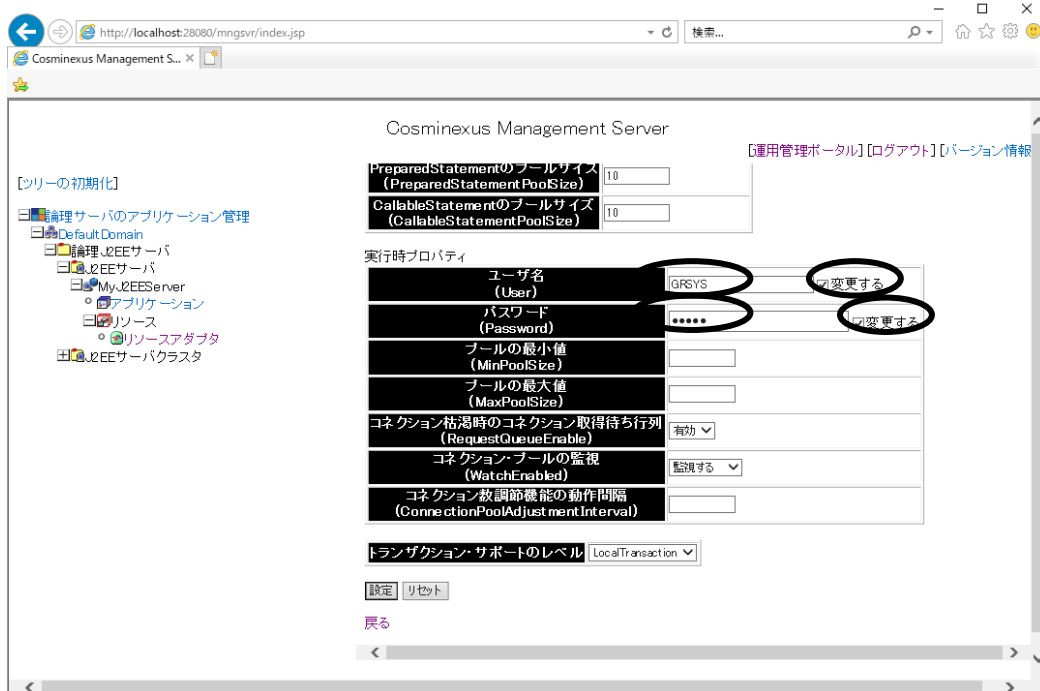 http://localhost:28080/mngsvr/index.jsp
検索...
Cosminexus Management S...
Cosminexus Management Server
[運用管理ポータル] [ログアウト] [バージョン情報
[ツリーの初期化]
論理サーバのアプリケーション管理
DefaultDomain
論理J2EEサーバ
J2EEサーバ
MyJ2EEServer
アプリケーション
リソース
リソースアダプタ
J2EEサーバクラスタ
PreparedStatementのプールサイズ
(PreparedStatementPoolSize)
10
CallableStatementのプールサイズ
(CallableStatementPoolSize)
10
実行時プロパティ
ユーザ名
(User)
GRSYS
変更する
パスワード
(Password)
•••••
変更する
プールの最小値
(MinPoolSize)
プールの最大値
(MaxPoolSize)
コネクション枯渇時のコネクション取得待ち行列
(RequestQueueEnable)
有効
コネクション・プールの監視
(WatchEnabled)
監視する
コネクション数調節機能の動作間隔
(ConnectionPoolAdjustmentInterval)
トランザクション・サポートのレベル
LocalTransaction
設定
リセット
戻る